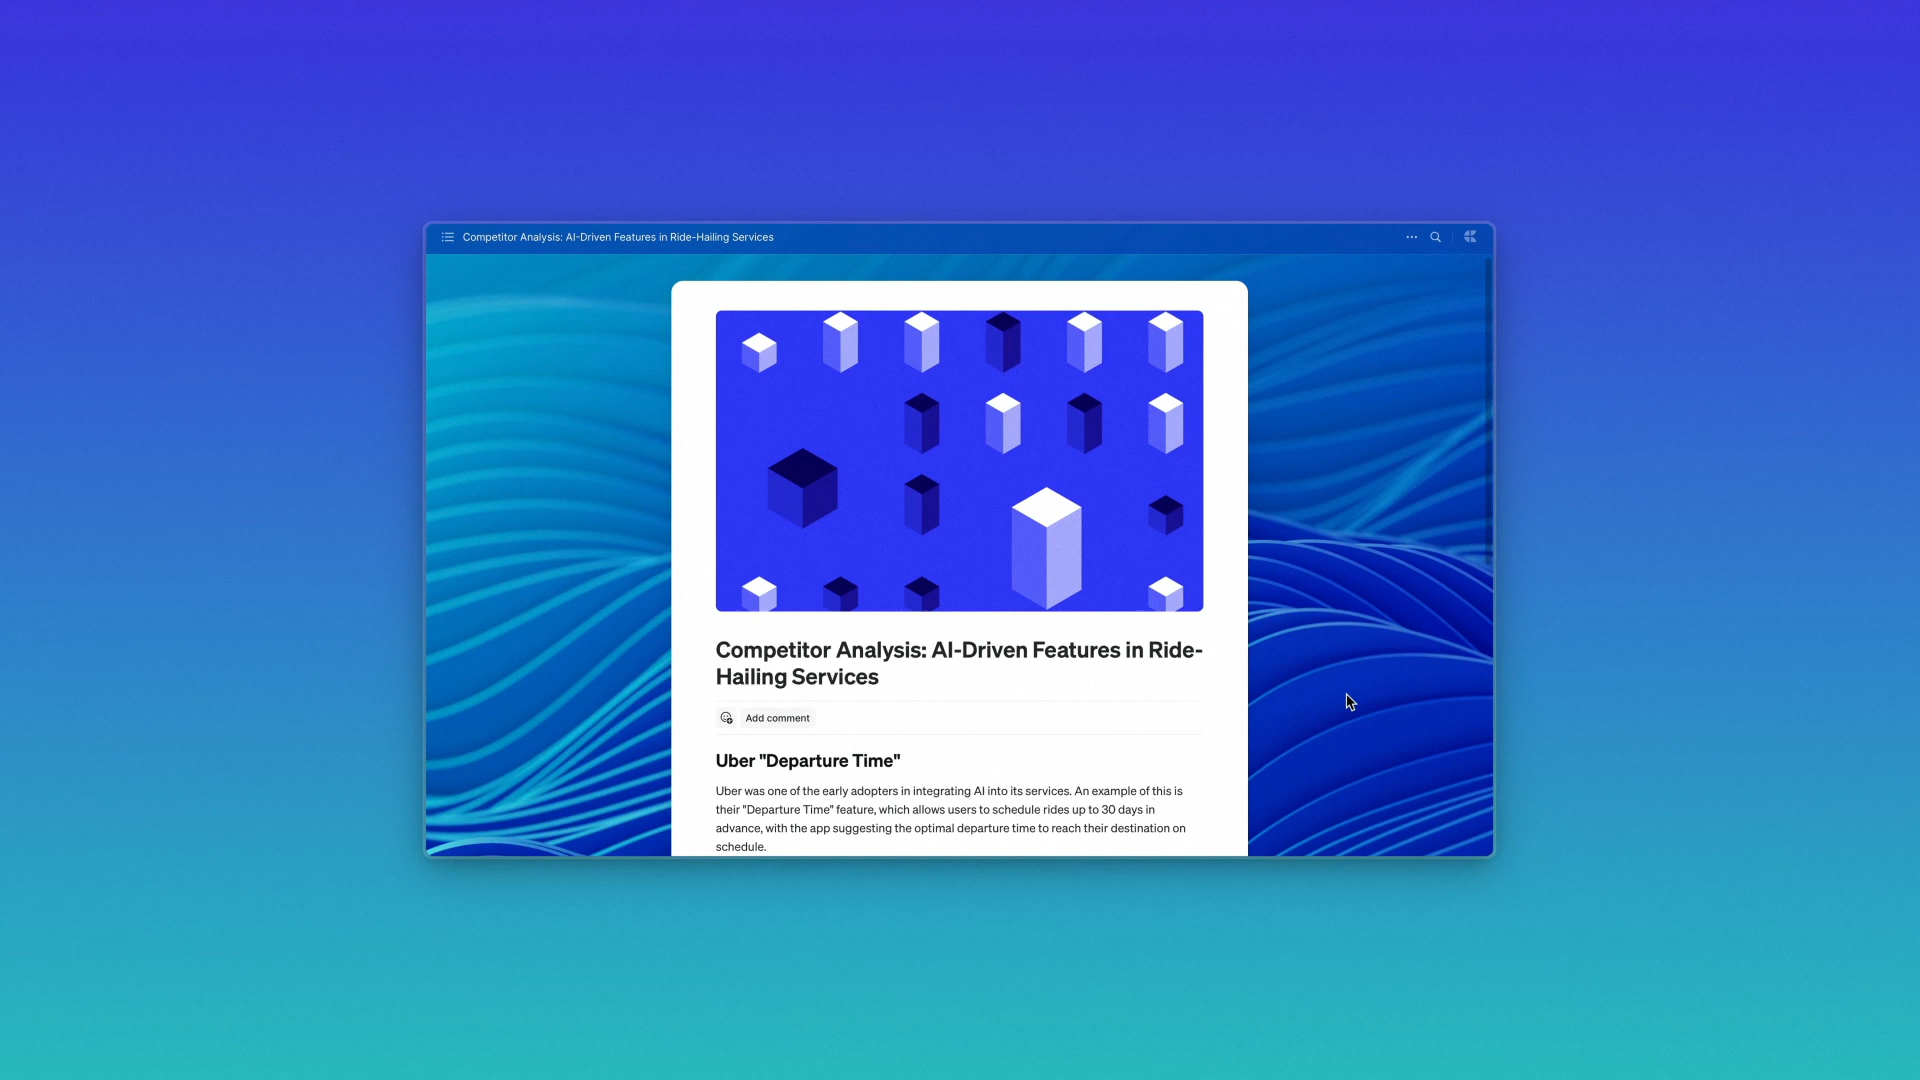 Competitor Analysis: AI-Driven Features in Ride-Hailing Services
Competitor Analysis: AI-Driven Features in Ride-
Hailing Services
Add comment
Uber "Departure Time"
Uber was one of the early adopters in integrating AI into its services. An example of this is
their "Departure Time" feature, which allows users to schedule rides up to 30 days in
advance, with the app suggesting the optimal departure time to reach their destination on
schedule.